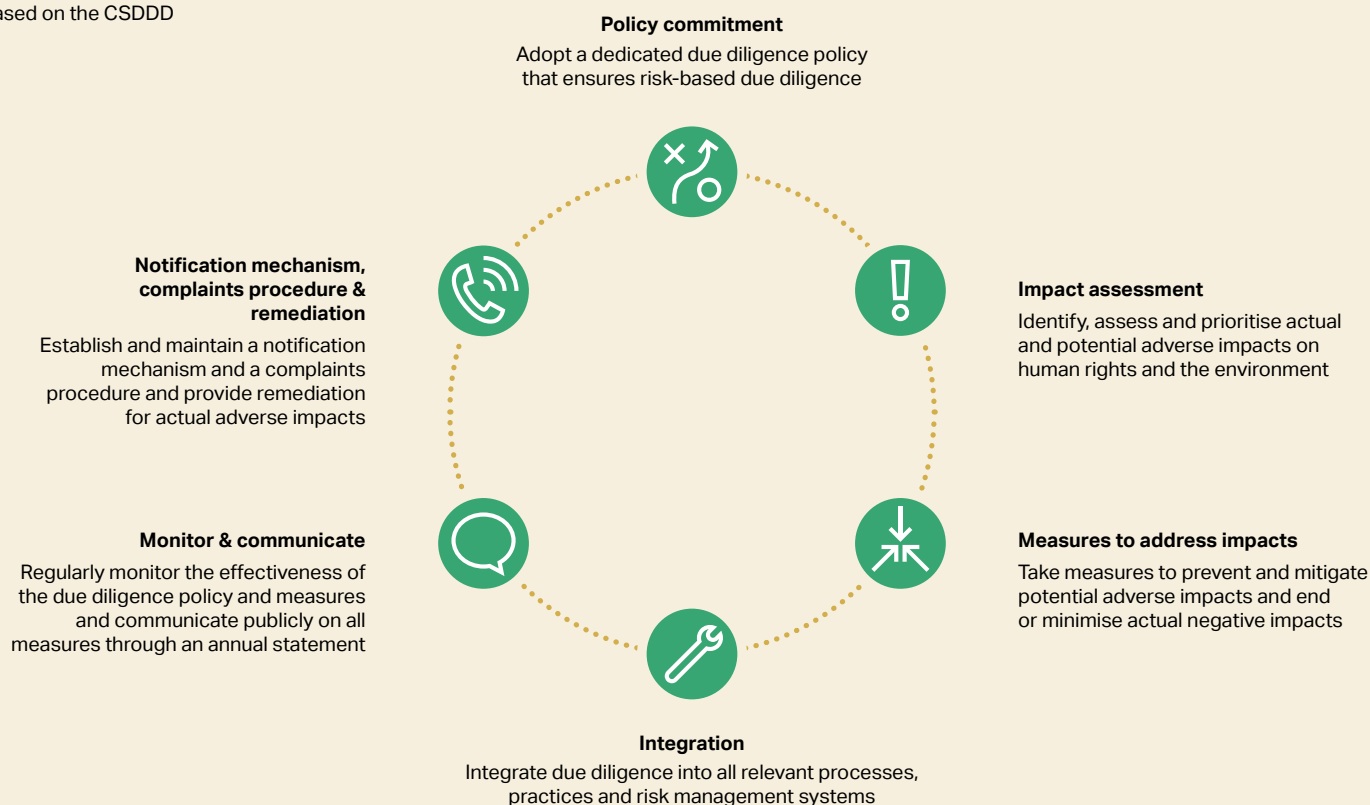 based on the CSDDD
Policy commitment
Adopt a dedicated due diligence policy
that ensures risk-based due diligence
Impact assessment
Identify, assess and prioritise actual
and potential adverse impacts on
human rights and the environment
Measures to address impacts
Take measures to prevent and mitigate
potential adverse impacts and end
or minimise actual negative impacts
Integration
Integrate due diligence into all relevant processes,
practices and risk management systems
Monitor & communicate
Regularly monitor the effectiveness of
the due diligence policy and measures
and communicate publicly on all
measures through an annual statement
Notification mechanism,
complaints procedure &
remediation
Establish and maintain a notification
mechanism and a complaints
procedure and provide remediation
for actual adverse impacts